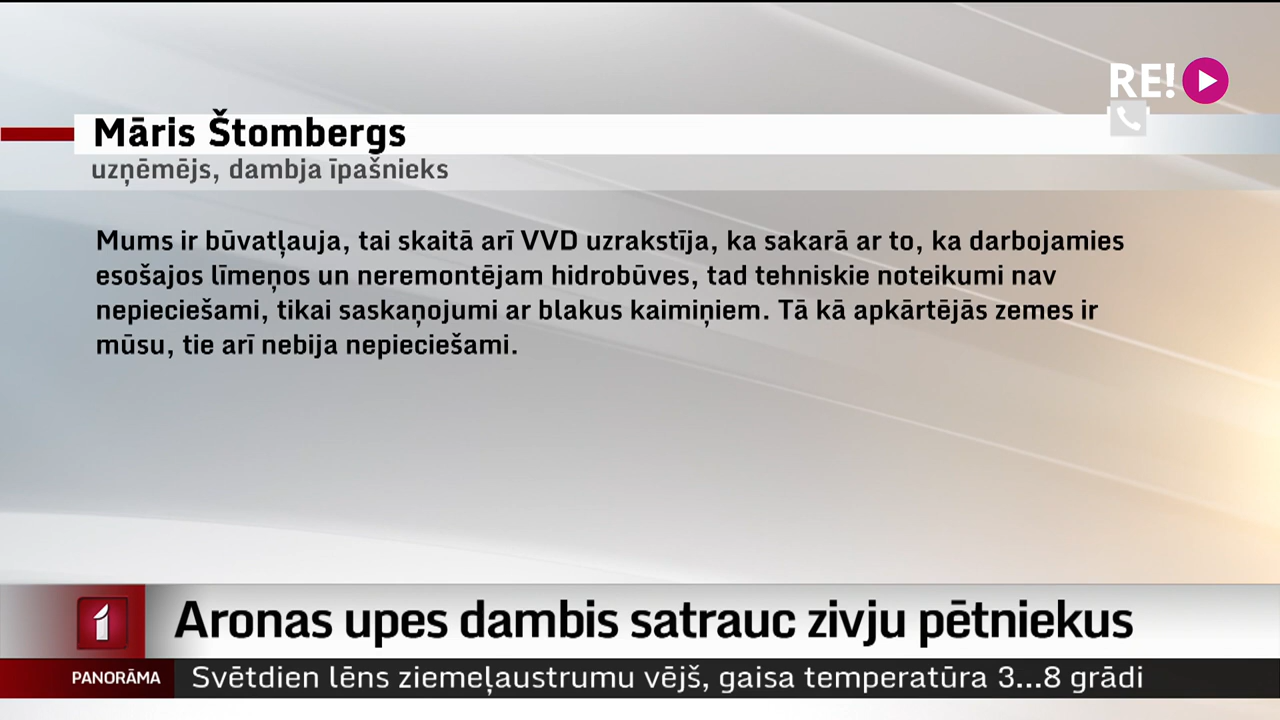 RE!
Māris Štombergs
uzņēmējs, dambja īpašnieks
Mums ir būvatļauja, tai skaitā arī VVD uzrakstīja, ka sakarā ar to, ka darbojamies
esošajos līmeņos un neremontējam hidrobūves, tad tehniskie noteikumi nav
nepieciešami, tikai saskaņojumi ar blakus kaimiņiem. Tā kā apkārtējās zemes ir
mūsu, tie arī nebija nepieciešami.
1 Aronas upes dambis satrauc zivju pētniekus
PANORĀMA Svētdien lēns ziemeļaustrumu vējš, gaisa temperatūra 3...8 grādi